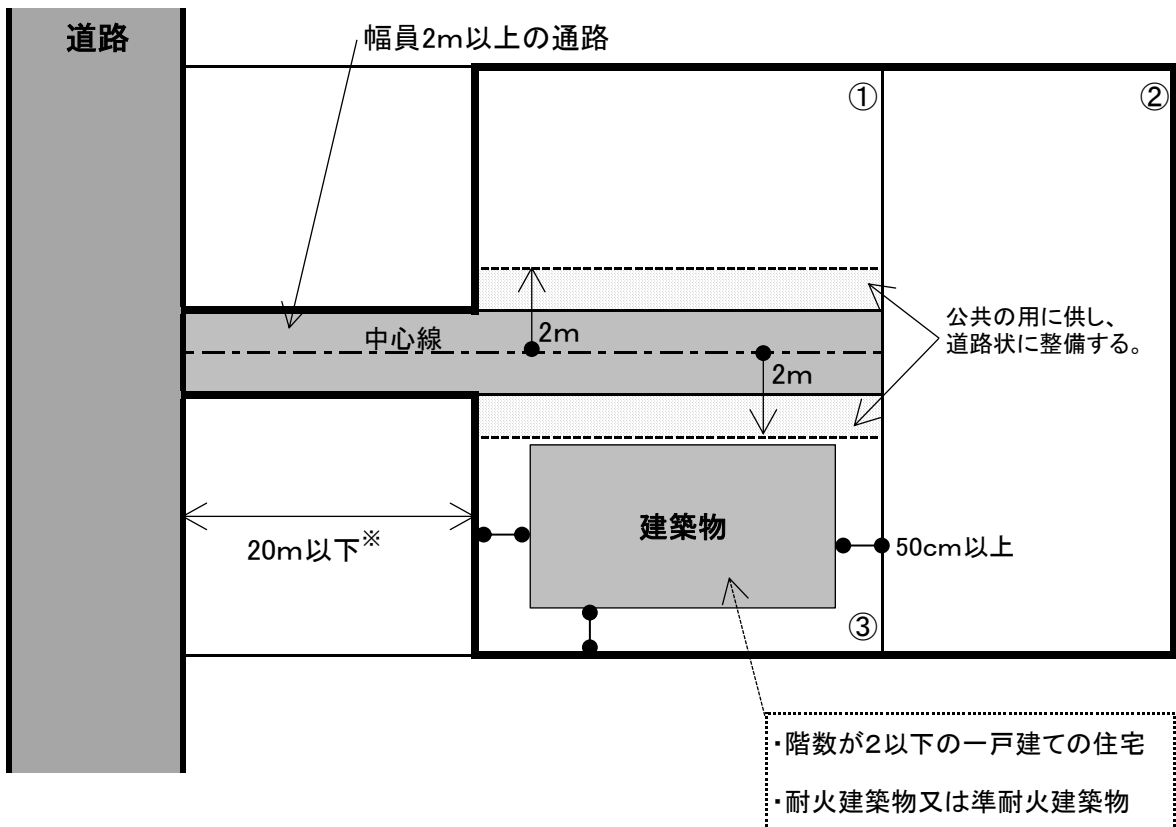 道路
幅員2m以上の通路
①
②
中心線
2m
2m
公共の用に供し、
道路状に整備する。
建築物
20m以下※
50cm以上
③
・階数が2以下の一戸建ての住宅
・耐火建築物又は準耐火建築物